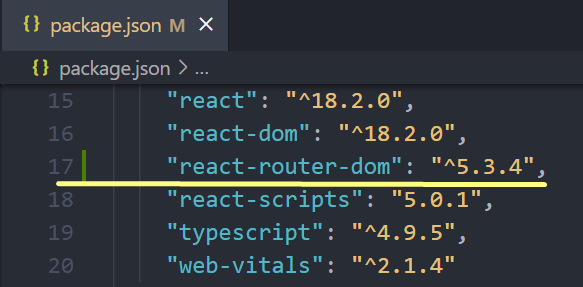 {} package.json M ×
{} package.json > ...
15 "react": "^18.2.0",
16 "react-dom": "^18.2.0",
17 "react-router-dom": "^5.3.4",
18 "react-scripts": "5.0.1",
19 "typescript": "^4.9.5",
20 "web-vitals": "^2.1.4"